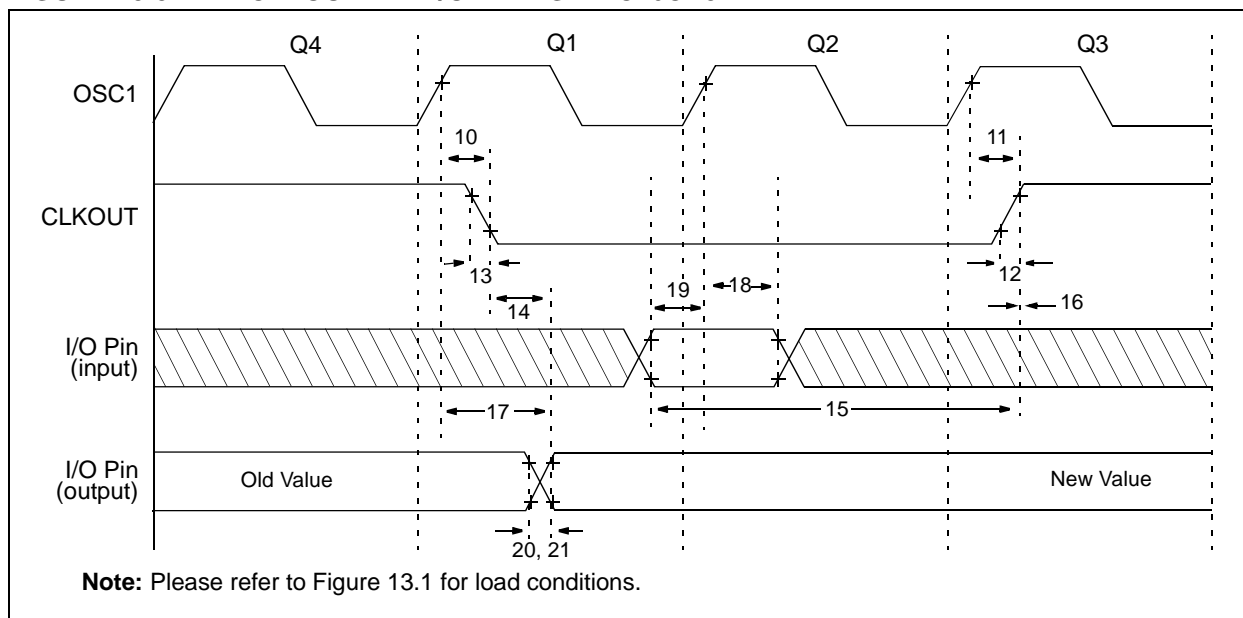 Q4 Q1 Q2 Q3
OSC1
10 11
CLKOUT
13 12
19 18
14 16
I/O Pin
(input)
17 15
I/O Pin
(output)
Old Value New Value
20, 21
Note: Please refer to Figure 13.1 for load conditions.